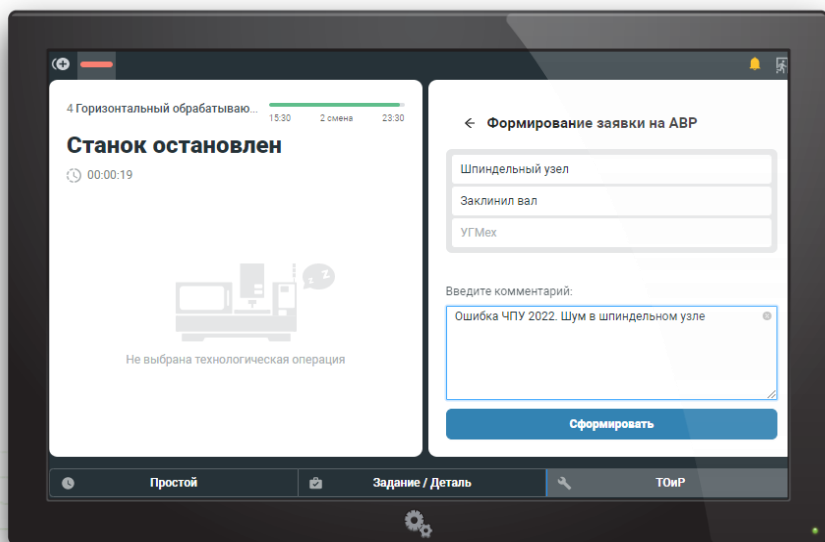 4 Горизонтальный обрабатываю...
15:30 2 смена 23:30
Станок остановлен
00:00:19
z z
Не выбрана технологическая операция
Формирование заявки на АВР
Шпиндельный узел
Заклинил вал
УГМех
Введите комментарий:
Ошибка ЧПУ 2022. Шум в шпиндельном узле
Сформировать
Простой
Задание / Деталь
ТОиР